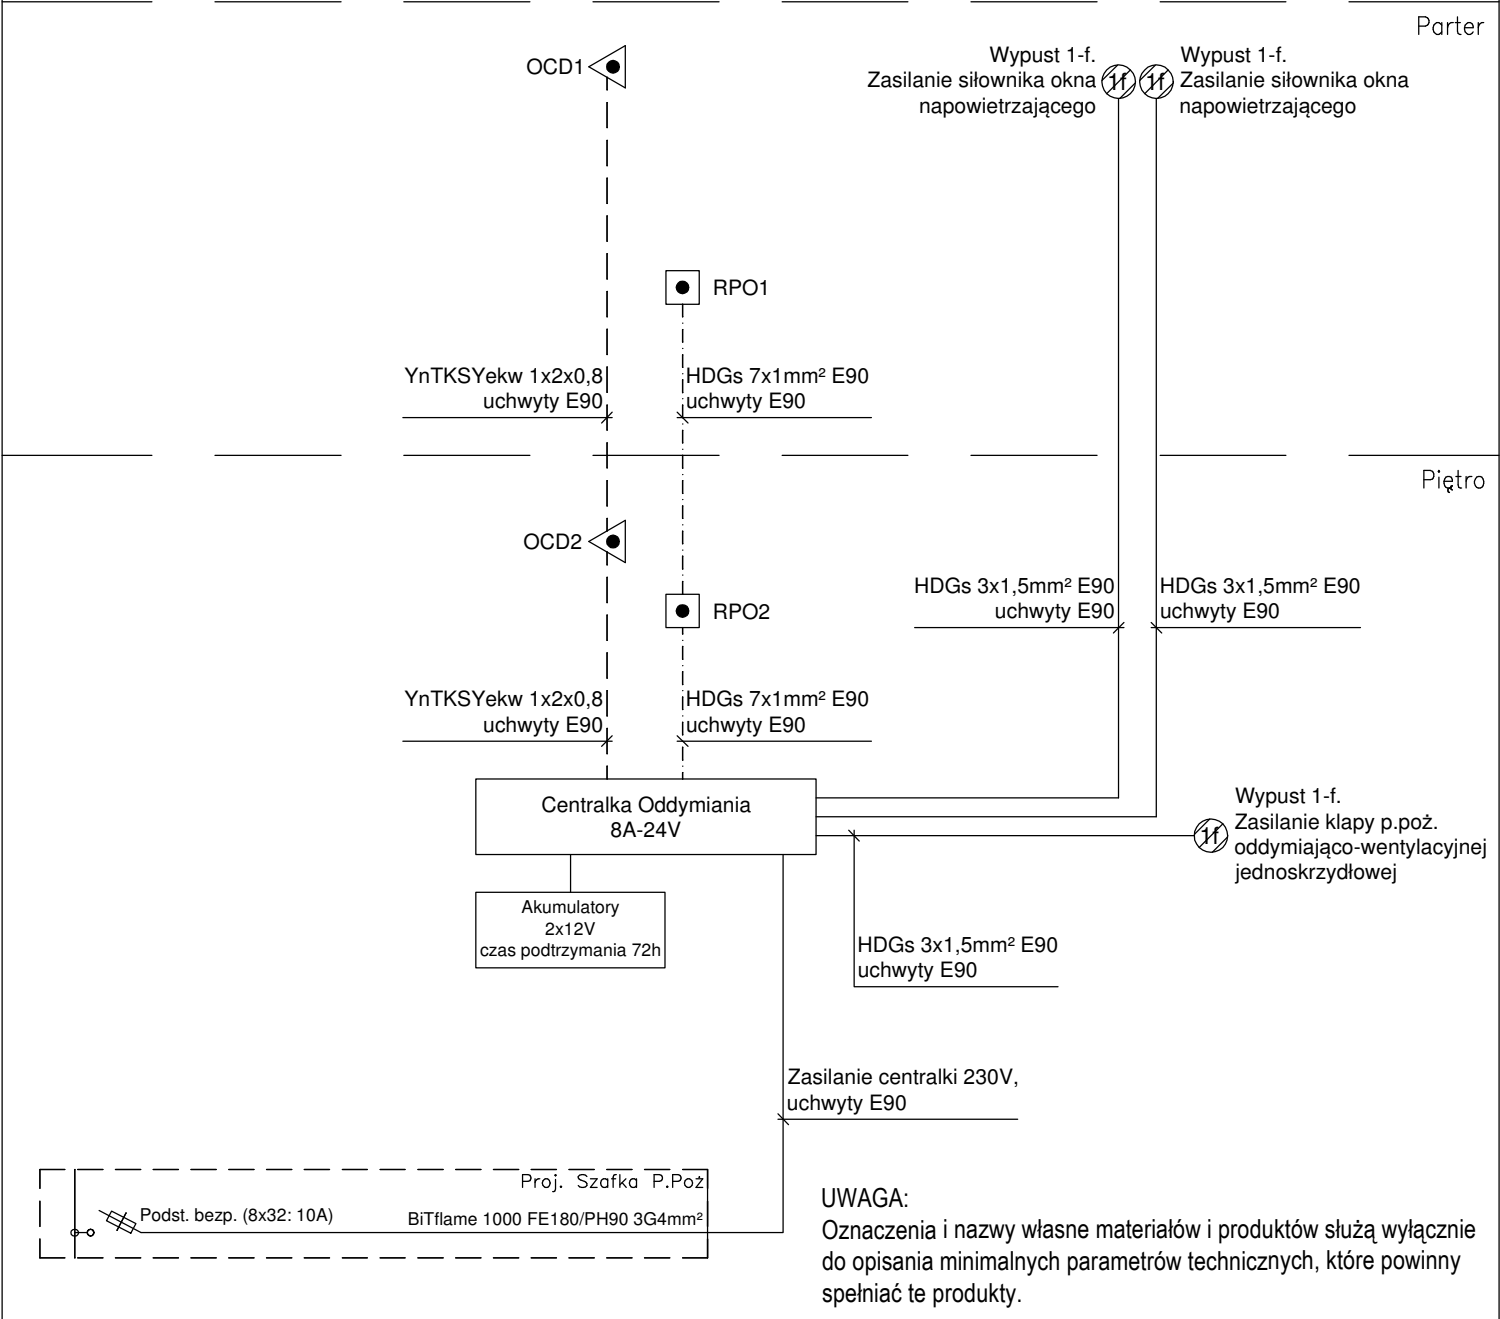 Parter
OCD1
Wypust 1-f.
Zasilanie siłownika okna
napowietrzającego
1f
1f
Wypust 1-f.
Zasilanie siłownika okna
napowietrzającego
RPO1
YnTKSYekw 1x2x0,8
uchwyty E90
HDGs 7x1mm² E90
uchwyty E90
Piętro
OCD2
RPO2
HDGs 3x1,5mm² E90
uchwyty E90
HDGs 3x1,5mm² E90
uchwyty E90
YnTKSYekw 1x2x0,8
uchwyty E90
HDGs 7x1mm² E90
uchwyty E90
Centralka Oddymiania
8A-24V
1f
Wypust 1-f.
Zasilanie klapy p.poż.
oddymiająco-wentylacyjnej
jednoskrzydłowej
Akumulatory
2x12V
czas podtrzymania 72h
HDGs 3x1,5mm² E90
uchwyty E90
Zasilanie centralki 230V,
uchwyty E90
Proj. Szafka P.Poż
Podst. bezp. (8x32: 10A)
BiTflame 1000 FE180/PH90 3G4mm²
UWAGA:
Oznaczenia i nazwy własne materiałów i produktów służą wyłącznie
do opisania minimalnych parametrów technicznych, które powinny
spełniać te produkty.